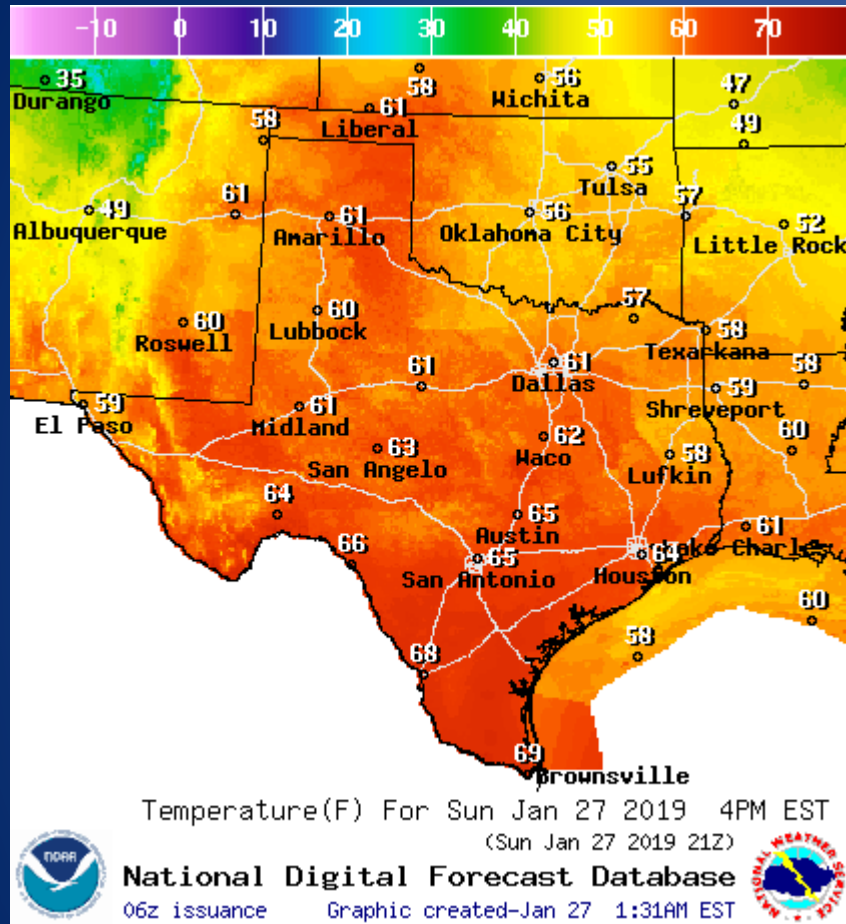 -10 0 10 20 30 40 50 60 70
35
Durango
58
56
Wichita
47
61
Liberal
58
49
55
Tulsa
49
Albuquerque
61
61
Amarillo
56
Oklahoma City
57
52
Little Rock
60
Roswell
60
Lubbock
57
58
Texarkana
61
61
Dallas
58
59
Shreveport
59
El Paso
61
Midland
63
San Angelo
62
Waco
58
Lufkin
60
64
65
Austin
61
Lake Charles
66
65
San Antonio
64
Houston
60
58
68
69
Brownsville
Temperature(F) For Sun Jan 27 2019 4PM EST
(Sun Jan 27 2019 21Z)
National Digital Forecast Database
06z issuance Graphic created-Jan 27 1:31AM EST
NOAA
NATIONAL WEATHER SERVICE